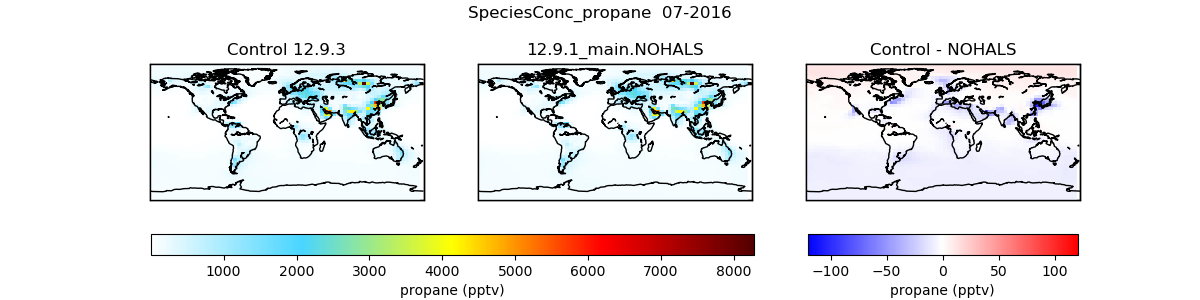 SpeciesConc_propane  07-2016
Control 12.9.3
12.9.1_main.NOHALS
Control - NOHALS
1000 2000 3000 4000 5000 6000 7000 8000
propane (pptv)
−100 −50 0 50 100
propane (pptv)